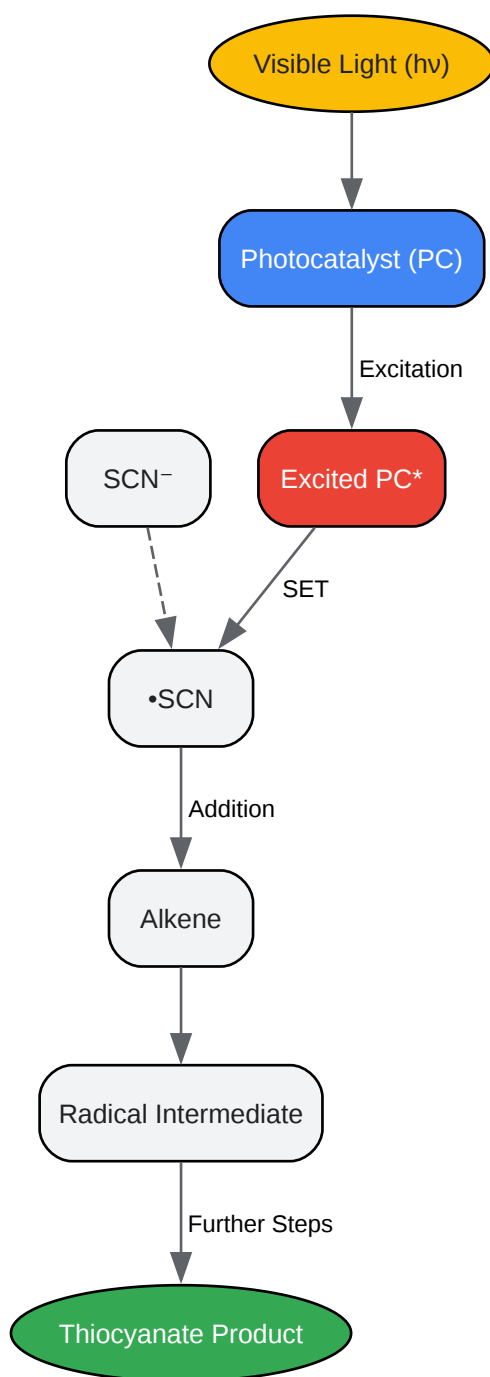 Visible Light (hν)
Photocatalyst (PC)
Excitation
SCN⁻
Excited PC*
SET
•SCN
Addition
Alkene
Radical Intermediate
Further Steps
Thiocyanate Product